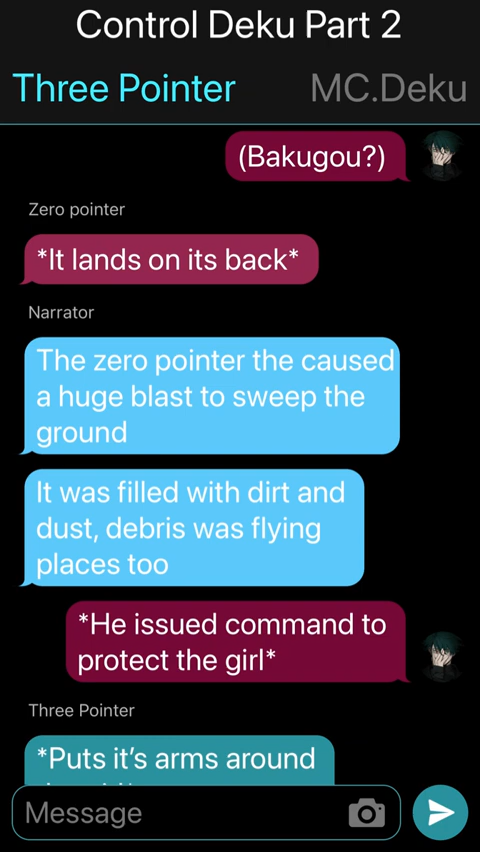 Control Deku Part 2
Three Pointer MC.Deku
(Bakugou?)
Zero pointer
*It lands on its back*
Narrator
The zero pointer the caused
a huge blast to sweep the
ground
It was filled with dirt and
dust, debris was flying
places too
*He issued command to
protect the girl*
Three Pointer
*Puts it’s arms around
Message